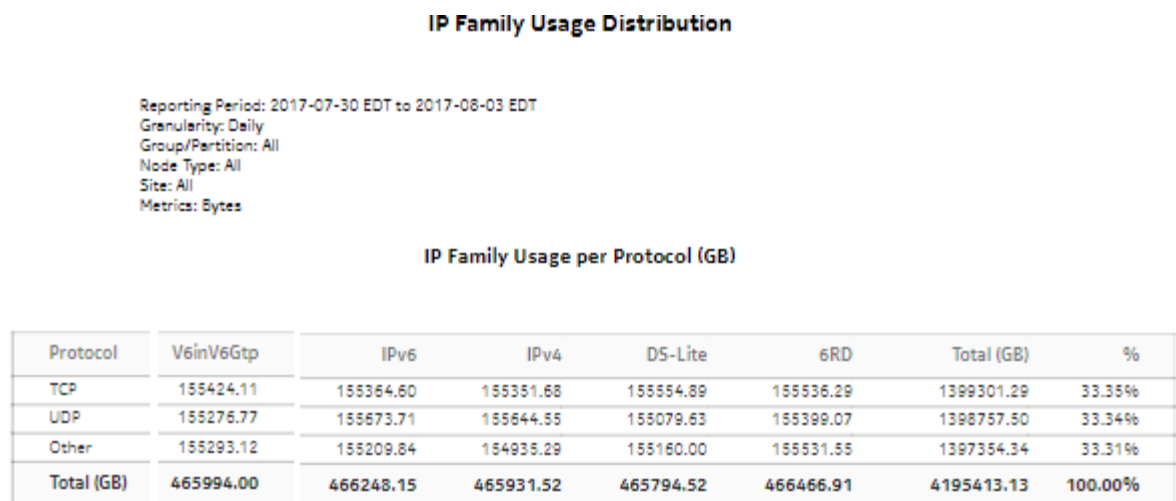 IP Family Usage Distribution
Reporting Period: 2017-07-30 EDT to 2017-08-03 EDT
Granularity: Daily
Group/Partition: All
Node Type: All
Site: All
Metrics: Bytes
IP Family Usage per Protocol (GB)
Protocol V6inV6Gtp IPv6 IPv4 DS-Lite 6RD Total (GB) %
TCP 155424.11 155364.60 155351.68 155554.89 155536.29 1399301.29 33.35%
UDP 155276.77 155673.71 155644.55 155079.63 155399.07 1398757.50 33.34%
Other 155293.12 155209.84 154935.29 155160.00 155531.55 1397354.34 33.31%
Total (GB) 465994.00 466248.15 465931.52 465794.52 466466.91 4195413.13 100.00%